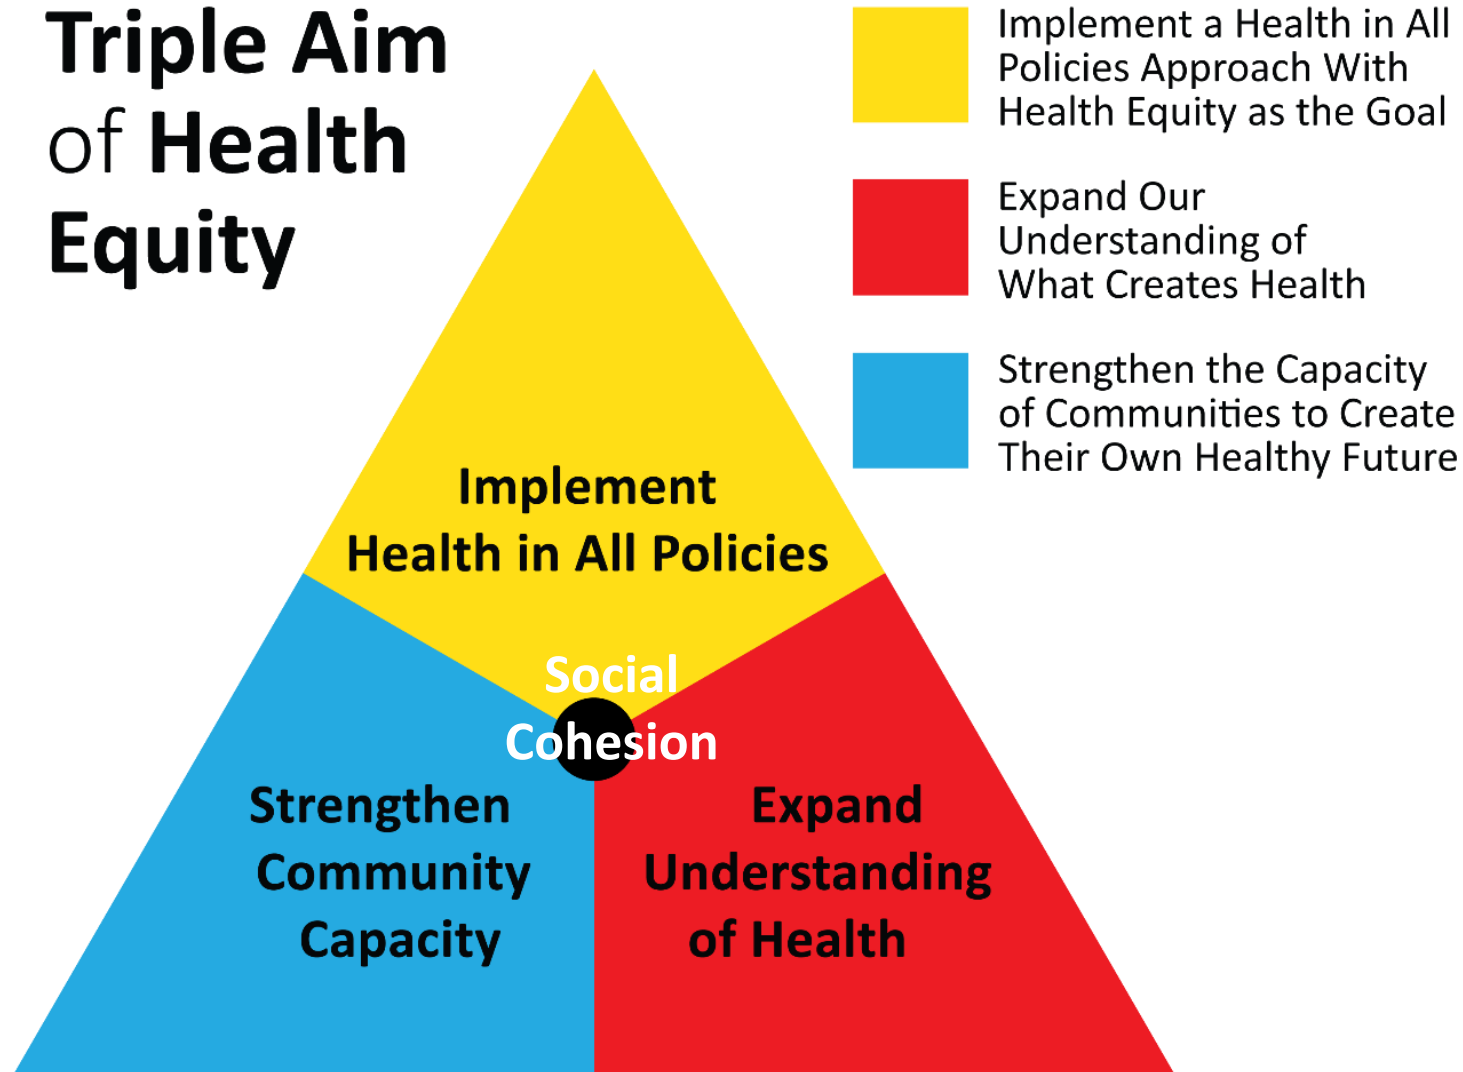 Triple Aim
of Health
Equity
Implement a Health in All
Policies Approach With
Health Equity as the Goal
Expand Our
Understanding of
What Creates Health
Strengthen the Capacity
of Communities to Create
Their Own Healthy Future
Implement
Health in All Policies
Social
Cohesion
Strengthen
Community
Capacity
Expand
Understanding
of Health